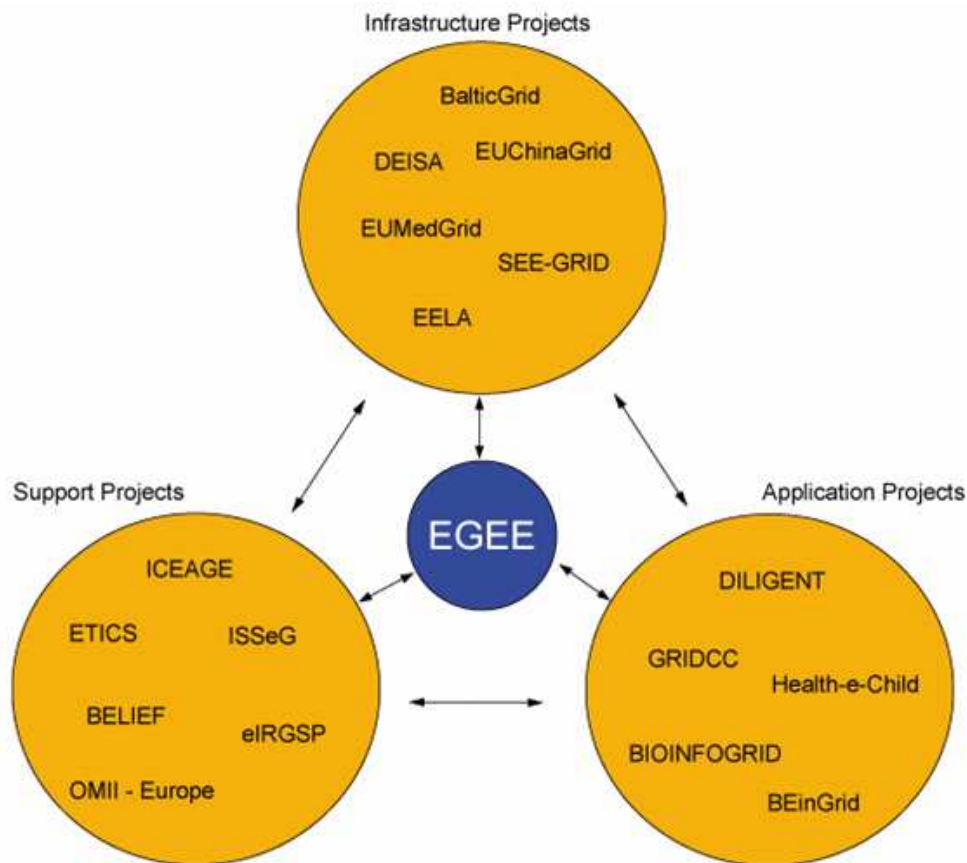 Infrastructure Projects
BalticGrid
EUChinaGrid
DEISA
EUMedGrid
SEE-GRID
EELA
Support Projects
Application Projects
EGEE
ICEAGE
ETICS
ISSeG
BELIEF
eIRGSP
OMII - Europe
DILIGENT
GRIDCC
Health-e-Child
BIOINFOGRID
BEinGrid